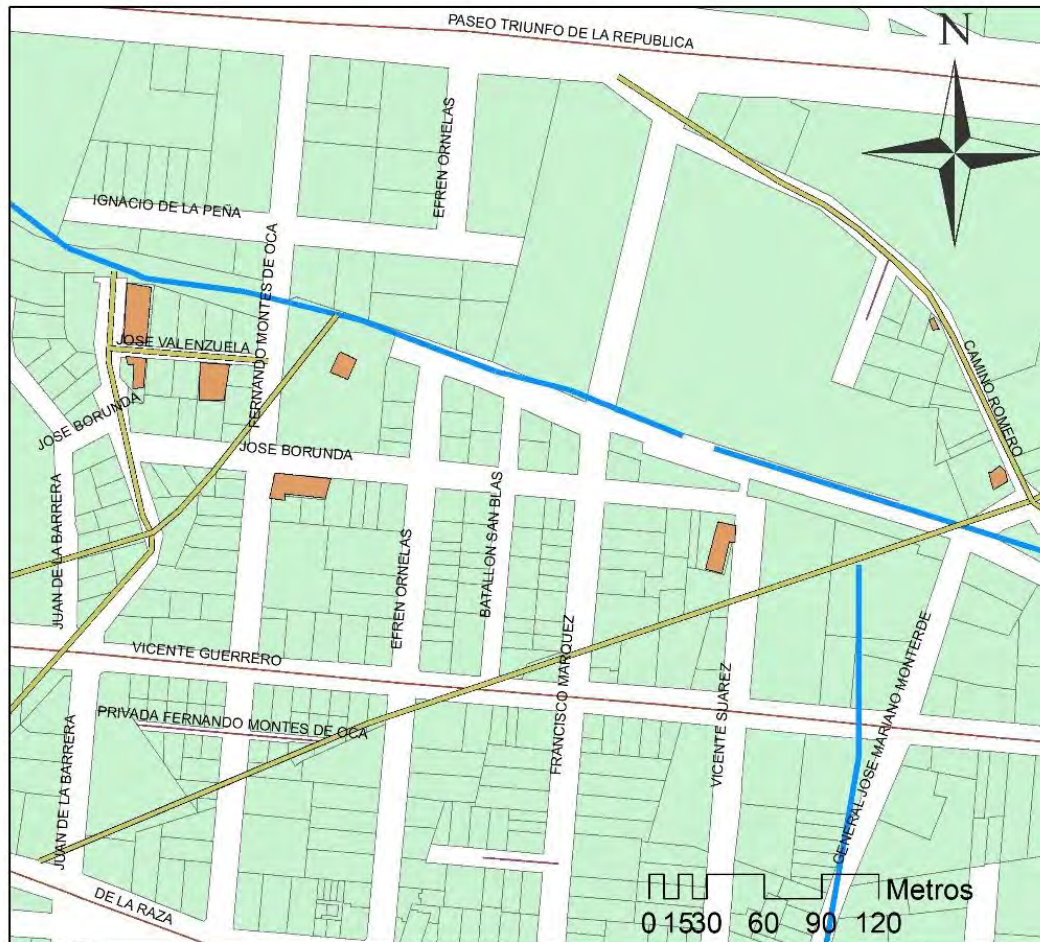 PASEO TRIUNFO DE LA REPUBLICA
N
EFREN ORNELAS
IGNACIO DE LA PEÑA
FERNANDO MONTES DE OCA
JOSE VALENZUELA
CAMINO ROMERO
JOSE BORUNDA
JOSE BORUNDA
JUAN DE LA BARRERA
BATALLON SAN BLAS
EFREN ORNELAS
VICENTE GUERRERO
FRANCISCO MARQUEZ
VICENTE SUAREZ
GENERAL JOSE MARIANO MONTERDE
PRIVADA FERNANDO MONTES DE OCA
JUAN DE LA BARRERA
DE LA RAZA
Metros
0 15 30 60 90 120